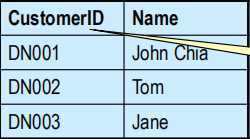 CustomerID Name
DN001 John Chia
DN002 Tom
DN003 Jane